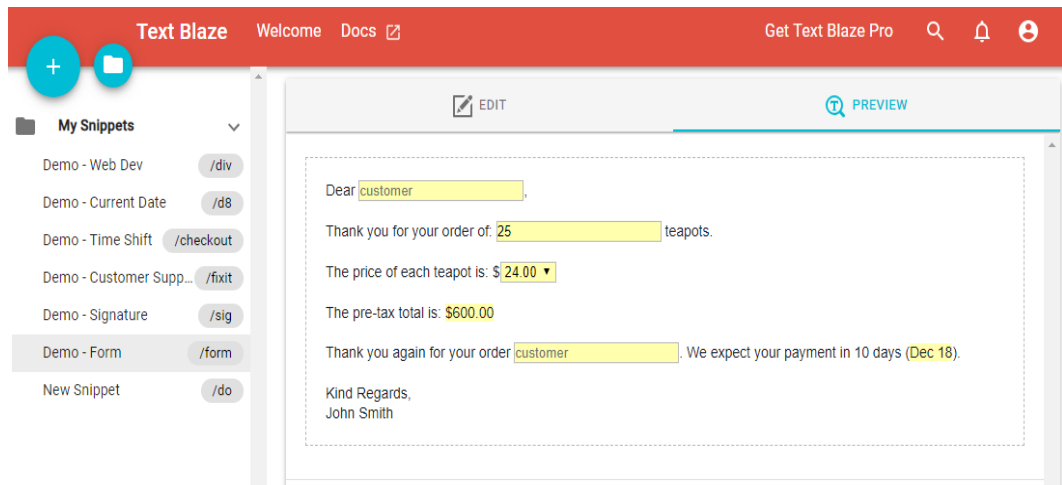 Text Blaze Welcome Docs Get Text Blaze Pro
+
My Snippets
Demo - Web Dev /div
Demo - Current Date /d8
Demo - Time Shift /checkout
Demo - Customer Supp... /fixit
Demo - Signature /sig
Demo - Form /form
New Snippet /do
EDIT PREVIEW
Dear customer,
Thank you for your order of: 25 teapots.
The price of each teapot is: $ 24.00
The pre-tax total is: $600.00
Thank you again for your order customer. We expect your payment in 10 days (Dec 18).
Kind Regards,
John Smith